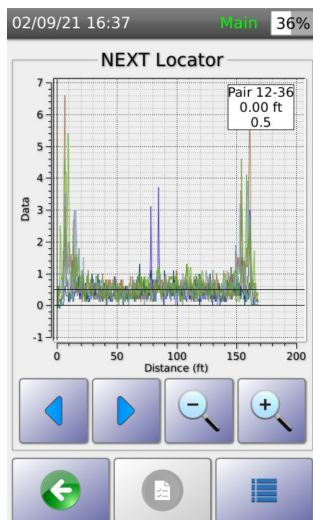 02/09/21 16:37 Main 36%
NEXT Locator
Pair 12-36
0.00 ft
0.5
7
6
5
4
3
2
1
0
-1
Data
0 50 100 150 200
Distance (ft)